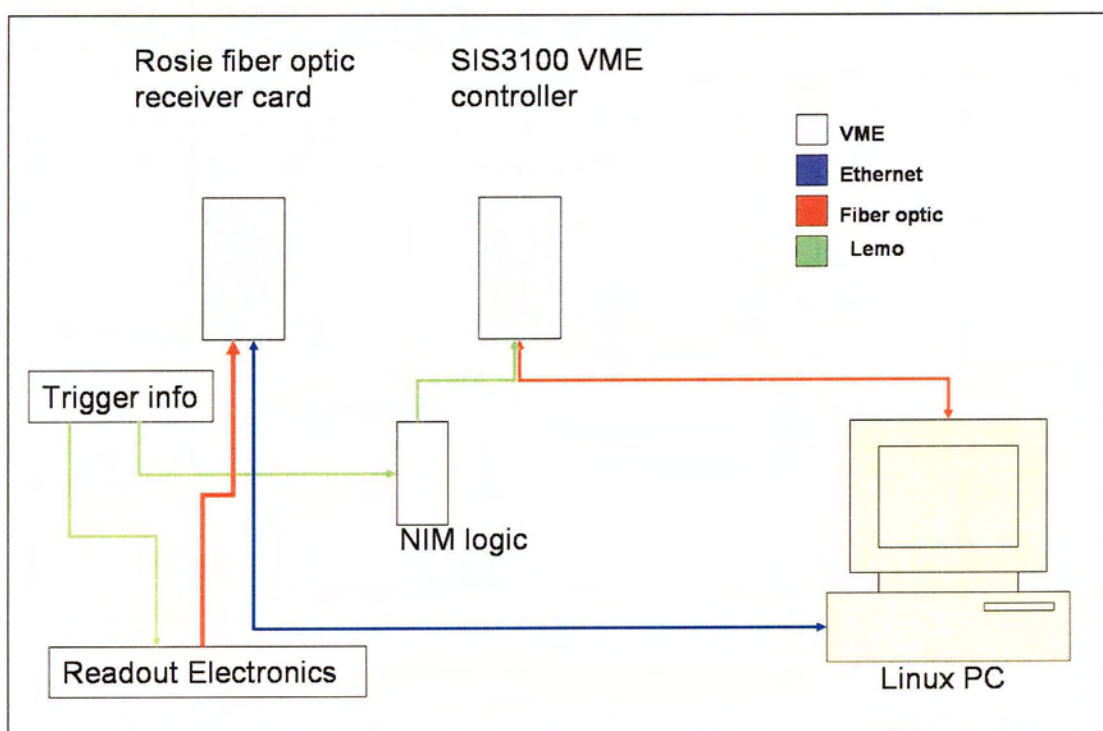 Rosie fiber optic
receiver card
SIS3100 VME
controller
VME
Ethernet
Fiber optic
Lemo
Trigger info
NIM logic
Readout Electronics
Linux PC